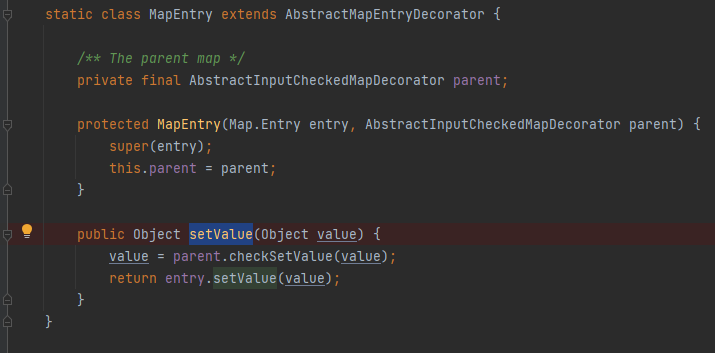 static class MapEntry extends AbstractMapEntryDecorator {
/** The parent map */
private final AbstractInputCheckedMapDecorator parent;
protected MapEntry(Map.Entry entry, AbstractInputCheckedMapDecorator parent) {
super(entry);
this.parent = parent;
}
public Object setValue(Object value) {
value = parent.checkSetValue(value);
return entry.setValue(value);
}
}